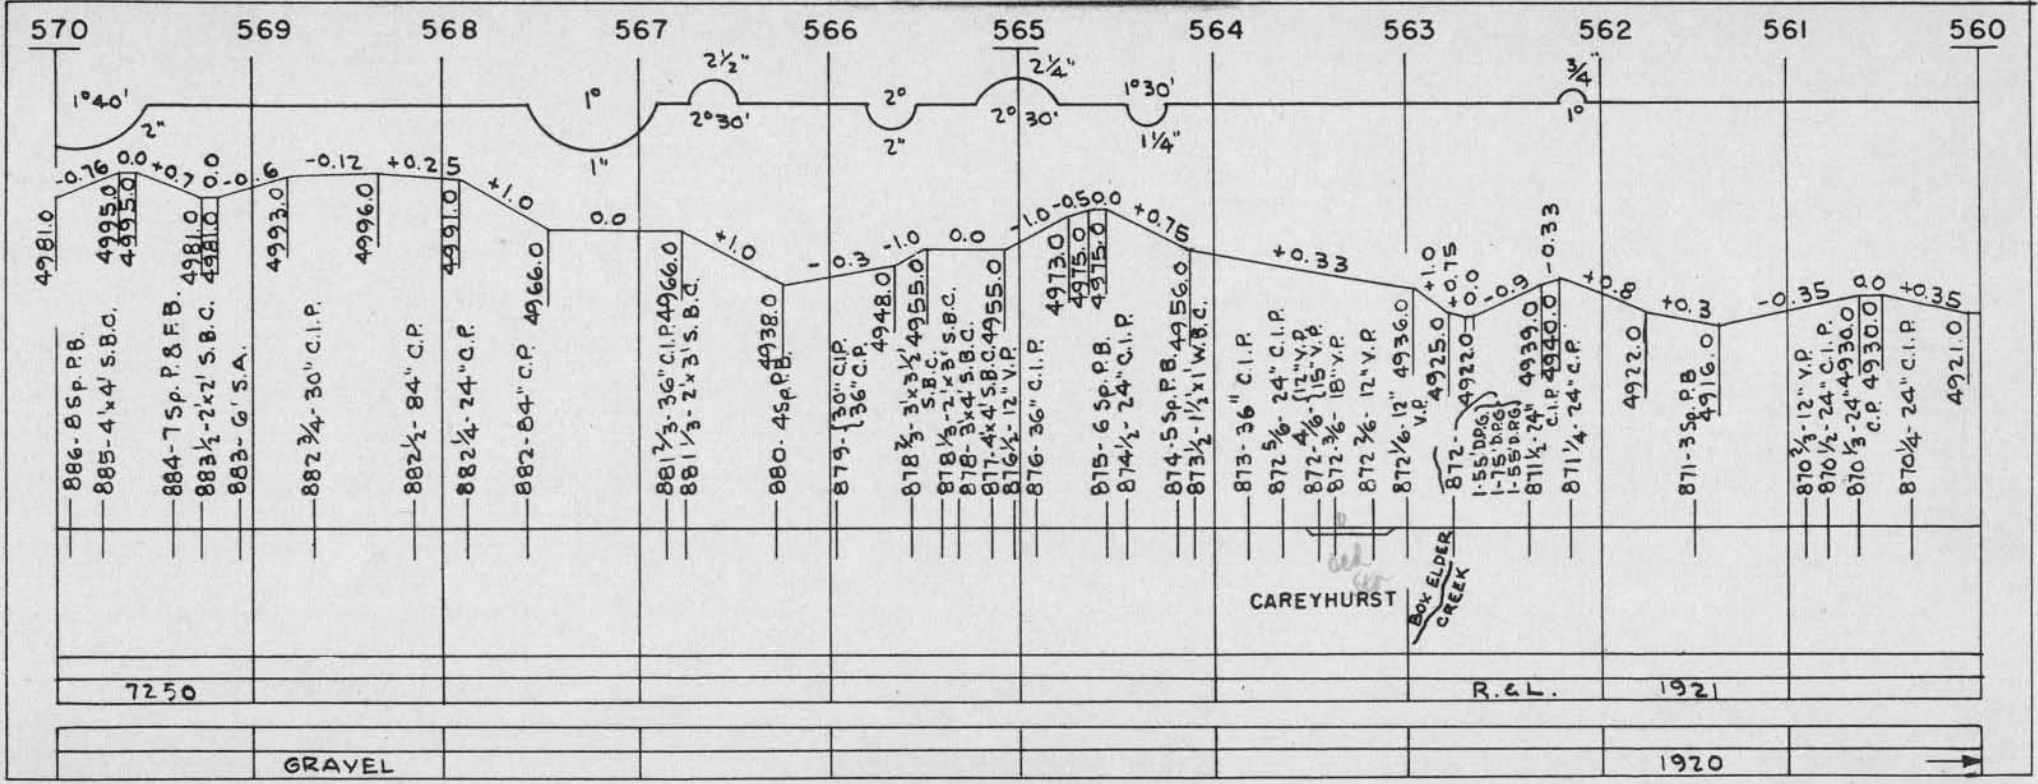 570 569 568 567 566 565 564 563 562 561 560
1°40' 2" 1° 1" 2½" 2°30' 2° 2" 2¼" 2°30' 1°30' 1¼" ¾" 1°
-0.76 0.0 +0.7 0.0 -0.6 -0.12 +0.25 +1.0 0.0 +1.0 -0.3 -1.0 0.0 -1.0 -0.5 0.0 +0.75 +0.33 +1.0 +0.75 0.0 -0.9 -0.33 +0.8 +0.3 -0.35 0.0 +0.35
4981.0
4995.0
4995.0
4981.0
4981.0
4993.0
4996.0
4991.0
4966.0
4966.0
4938.0
4948.0
4955.0
4955.0
4973.0
4975.0
4975.0
4956.0
4936.0
4925.0
4922.0
4939.0
4940.0
4922.0
4916.0
4930.0
4930.0
4921.0
886-8 Sp. P.B.
885-4'x4' S.B.C.
884-7 Sp. P. & F.B.
883½-2'x2' S.B.C.
883-6' S.A.
882¾-30" C.I.P.
882½-84" C.P.
882¼-24" C.P.
882-84" C.P.
881⅔-36" C.I.P.
881⅓-2'x3' S.B.C.
880-4 Sp. P.B.
879-{30" C.I.P.
{36" C.P.
878⅔-3'x3½'
S.B.C.
878⅓-2'x3' S.B.C.
878-3'x4' S.B.C.
877-4'x4' S.B.C.
876½-12" V.P.
876-36" C.I.P.
875-6 Sp. P.B.
874½-24" C.I.P.
874-5 Sp. P.B.
873½-1½'x1' W.B.C.
873-36" C.I.P.
872⅚-24" C.I.P.
872-4/6-{12" V.P.
{15" V.P.
872-3/6-18" V.P.
872 2/6-12" V.P.
872⅙-12"
V.P.
872-
1-55' D.P.G.
1-75' D.P.G.
1-55' D.P.G.
871½-24"
C.I.P.
871¼-24" C.P.
871-3 Sp. P.B.
870⅔-12" V.P.
870½-24" C.I.P.
870⅓-24"
C.P.
870¼-24" C.I.P.
CAREYHURST
BOX ELDER
CREEK
7250 R. & L. 1921
GRAVEL 1920